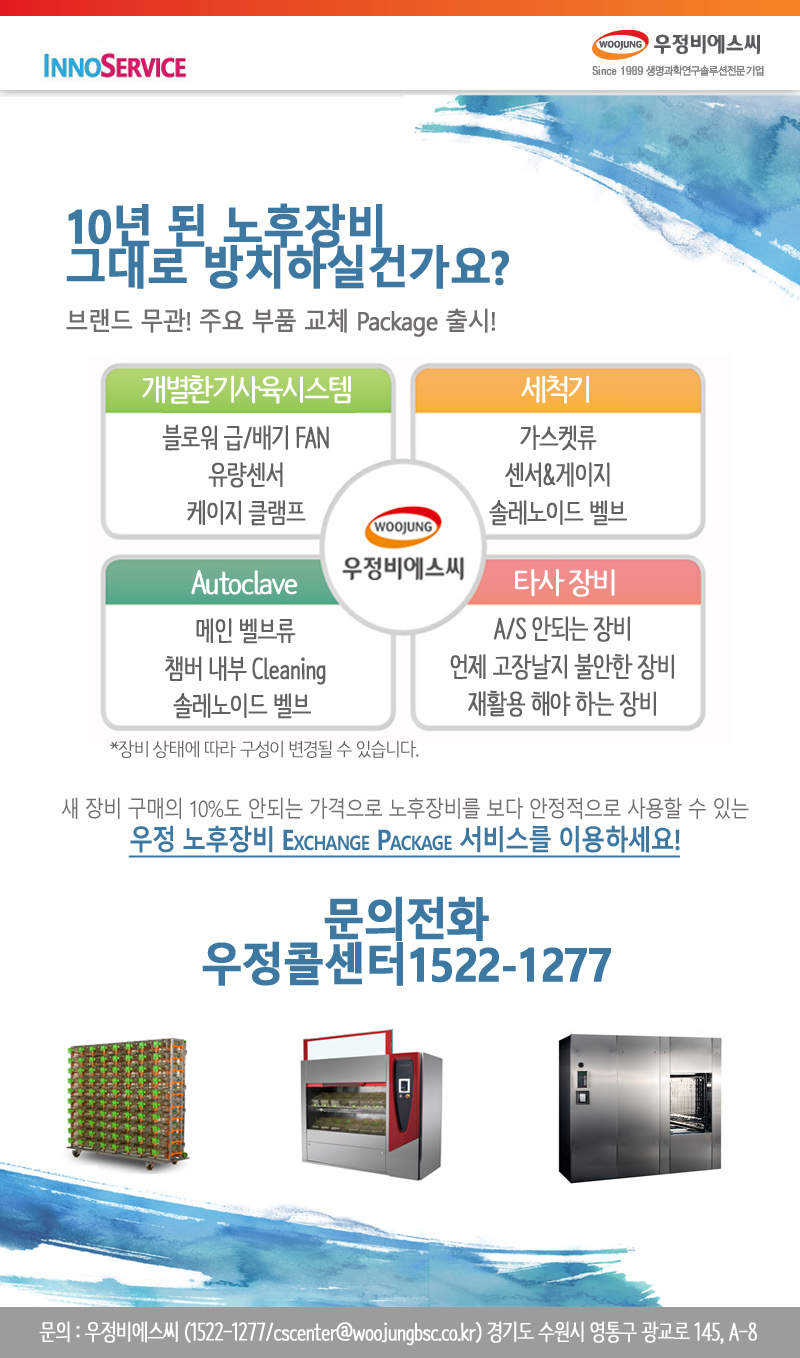 INNOSERVICE
WOOJUNG 우정비에스씨
Since 1989 생명과학연구솔루션전문기업
10년 된 노후장비
그대로 방치하실건가요?
브랜드 무관! 주요 부품 교체 Package 출시!
개별환기사육시스템
블로워 급/배기 FAN
유량센서
케이지 클램프
세척기
가스켓류
센서&게이지
솔레노이드 벨브
WOOJUNG
우정비에스씨
Autoclave
메인 벨브류
챔버 내부 Cleaning
솔레노이드 벨브
타사 장비
A/S 안되는 장비
언제 고장날지 불안한 장비
재활용 해야 하는 장비
*장비 상태에 따라 구성이 변경될 수 있습니다.
새 장비 구매의 10%도 안되는 가격으로 노후장비를 보다 안정적으로 사용할 수 있는
우정 노후장비 EXCHANGE PACKAGE 서비스를 이용하세요!
문의전화
우정콜센터1522-1277
문의 : 우정비에스씨 (1522-1277/cscenter@woojungbsc.co.kr) 경기도 수원시 영통구 광교로 145, A-8